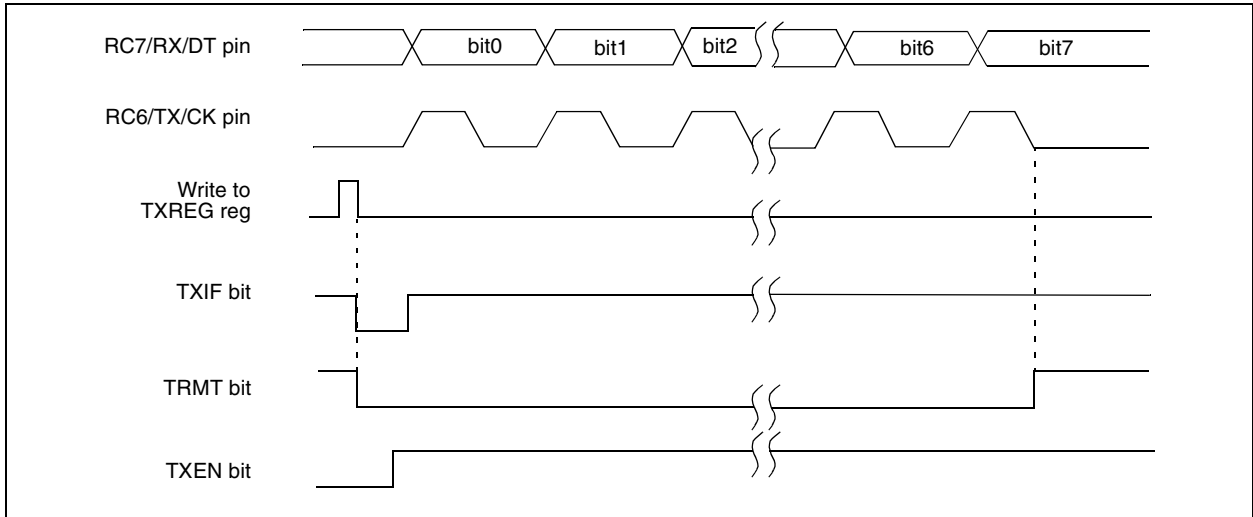 RC7/RX/DT pin
bit0 bit1 bit2 bit6 bit7
RC6/TX/CK pin
Write to
TXREG reg
TXIF bit
TRMT bit
TXEN bit